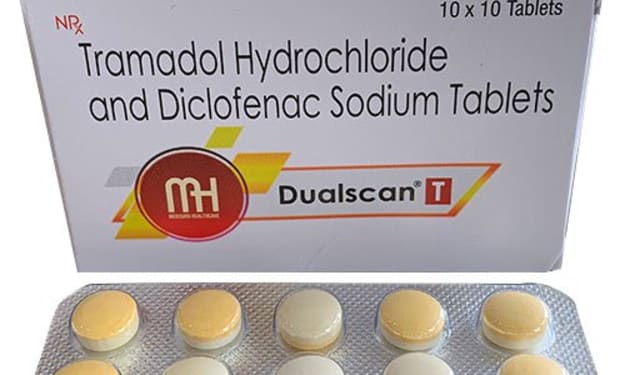 10 x 10 Tablets
NRx
Tramadol Hydrochloride
and Diclofenac Sodium Tablets
MH
Dualscan® T